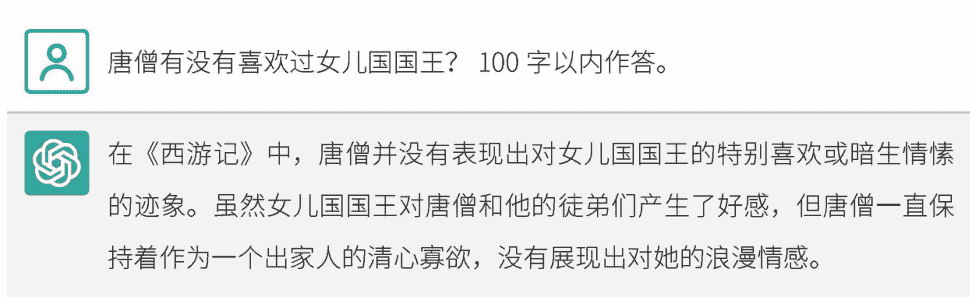 唐僧有没有喜欢过女儿国国王？ 100 字以内作答。
在《西游记》中，唐僧并没有表现出对女儿国国王的特别喜欢或暗生情愫
的迹象。虽然女儿国国王对唐僧和他的徒弟们产生了好感，但唐僧一直保
持着作为一个出家人的清心寡欲，没有展现出对她的浪漫情感。